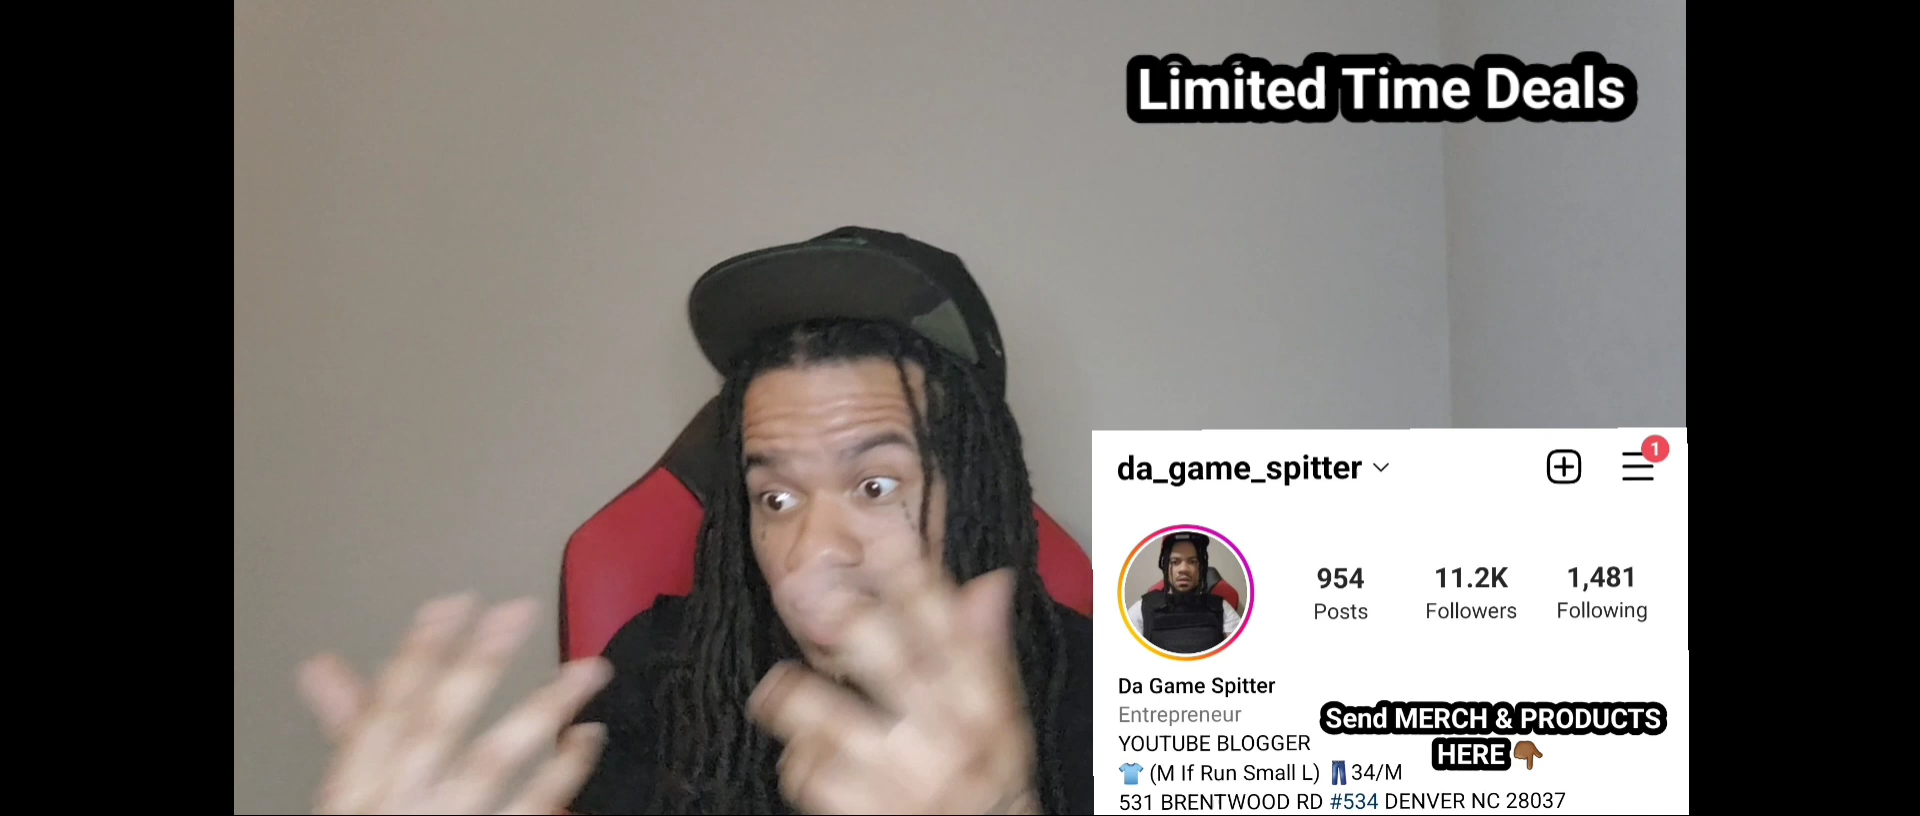 Limited Time Deals
da_game_spitter
1
954
11.2K
1,481
Posts
Followers
Following
Da Game Spitter
Entrepreneur
Send MERCH & PRODUCTS
HERE 👇🏾
YOUTUBE BLOGGER
👕 (M If Run Small L) 👖34/M
531 BRENTWOOD RD #534 DENVER NC 28037